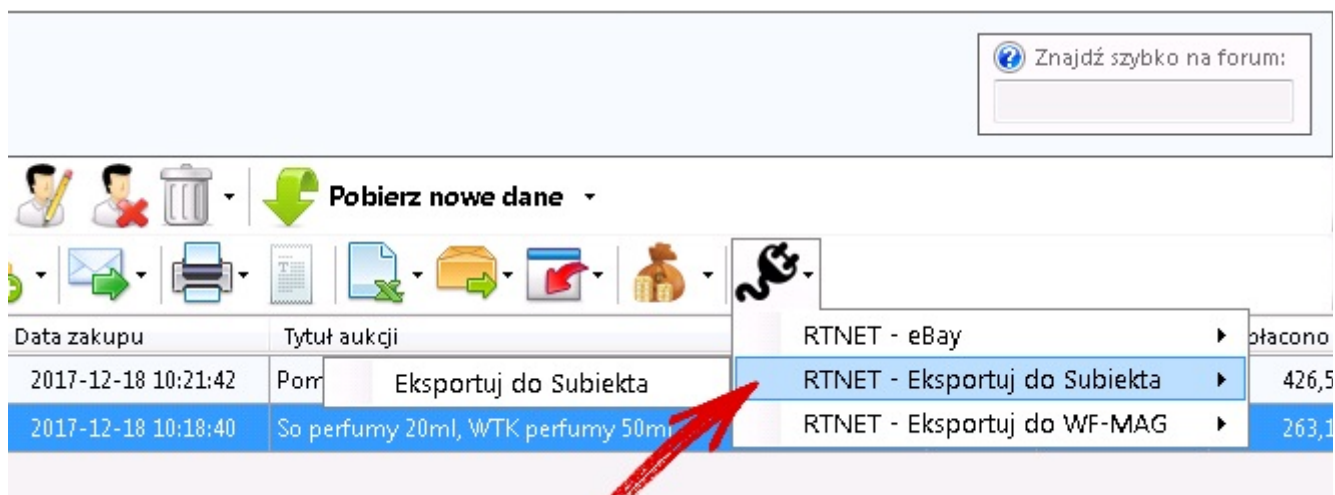 Znajdź szybko na forum:
Pobierz nowe dane
Data zakupu
Tytuł aukcji
płacono
2017-12-18 10:21:42
Pom
426,5
2017-12-18 10:18:40
So perfumy 20ml, WTK perfumy 50m
263,1
RTNET - eBay
RTNET - Eksportuj do Subiekta
RTNET - Eksportuj do WF-MAG
Eksportuj do Subiekta